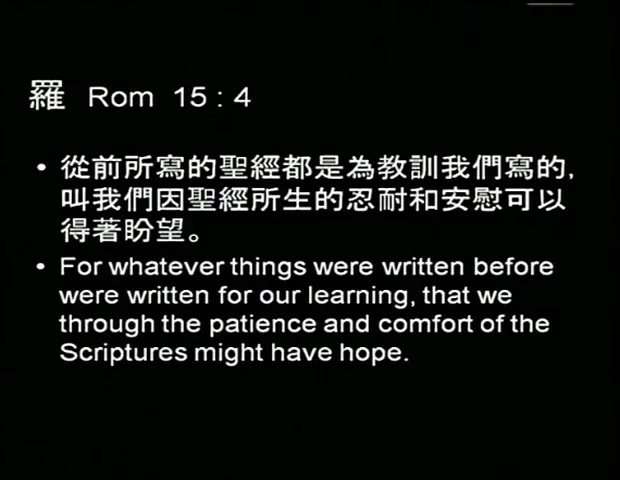 羅 Rom 15 : 4
• 從前所寫的聖經都是為教訓我們寫的,
叫我們因聖經所生的忍耐和安慰可以
得著盼望。
• For whatever things were written before
were written for our learning, that we
through the patience and comfort of the
Scriptures might have hope.